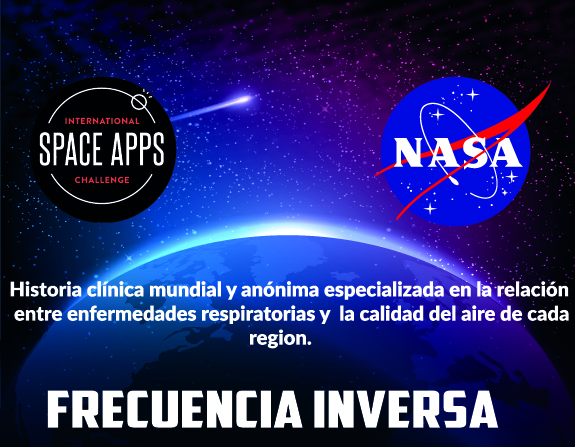 INTERNATIONAL
SPACE APPS
CHALLENGE
NASA
Historia clínica mundial y anónima especializada en la relación
entre enfermedades respiratorias y la calidad del aire de cada
region.
FRECUENCIA INVERSA